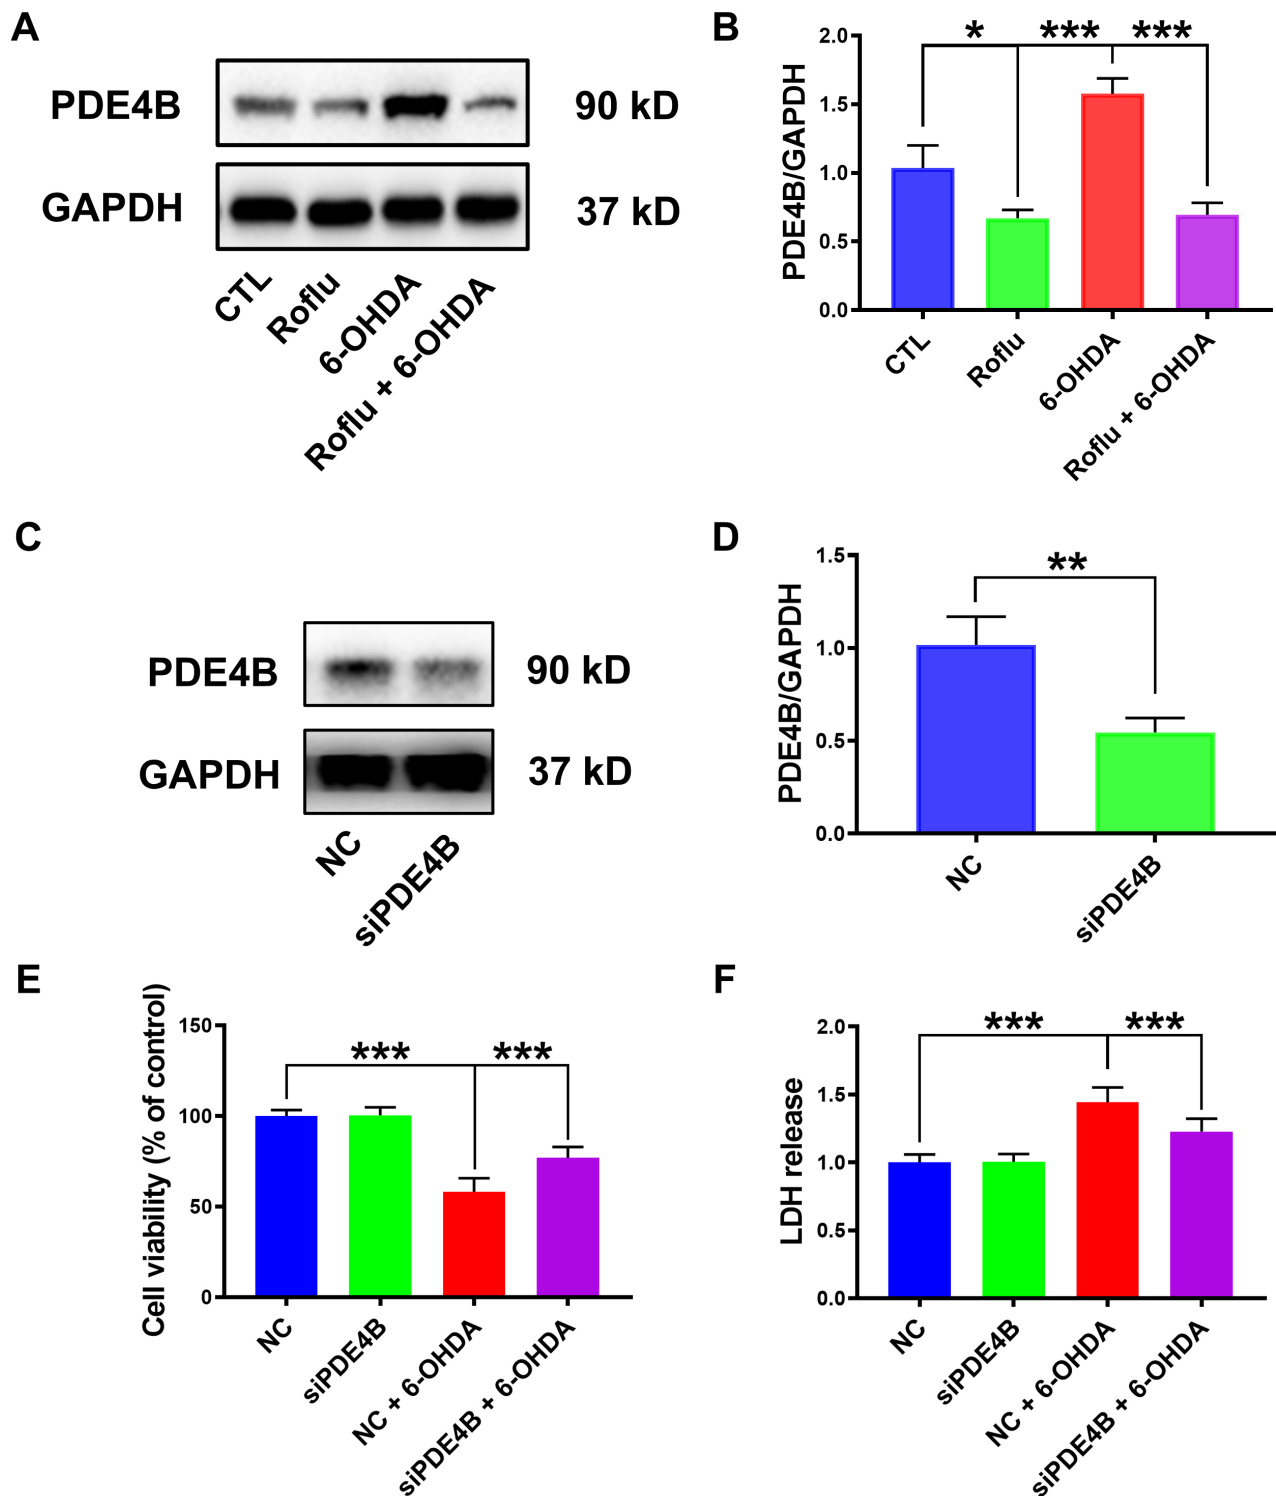 A
PDE4B
90 kD
GAPDH
37 kD
CTL
Roflu
6-OHDA
Roflu + 6-OHDA
B
PDE4B/GAPDH
2.0
1.5
1.0
0.5
0.0
*
***
***
CTL
Roflu
6-OHDA
Roflu + 6-OHDA
C
PDE4B
90 kD
GAPDH
37 kD
NC
siPDE4B
D
PDE4B/GAPDH
1.5
1.0
0.5
0.0
**
NC
siPDE4B
E
Cell viability (% of control)
150
100
50
0
***
***
NC
siPDE4B
NC + 6-OHDA
siPDE4B + 6-OHDA
F
LDH release
2.0
1.5
1.0
0.5
0.0
***
***
NC
siPDE4B
NC + 6-OHDA
siPDE4B + 6-OHDA